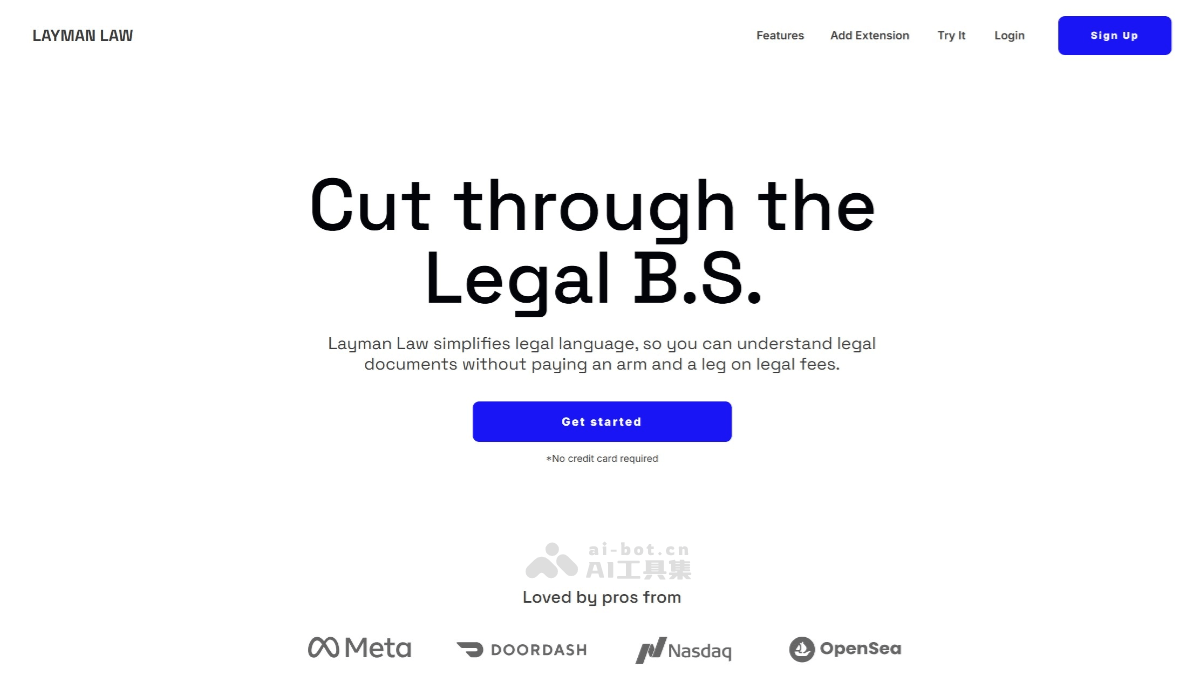 LAYMAN LAW
Features Add Extension Try It Login Sign Up
Cut through the
Legal B.S.
Layman Law simplifies legal language, so you can understand legal
documents without paying an arm and a leg on legal fees.
Get started
*No credit card required
ai-bot.cn
AI工具集
Loved by pros from
Meta DOORDASH Nasdaq OpenSea